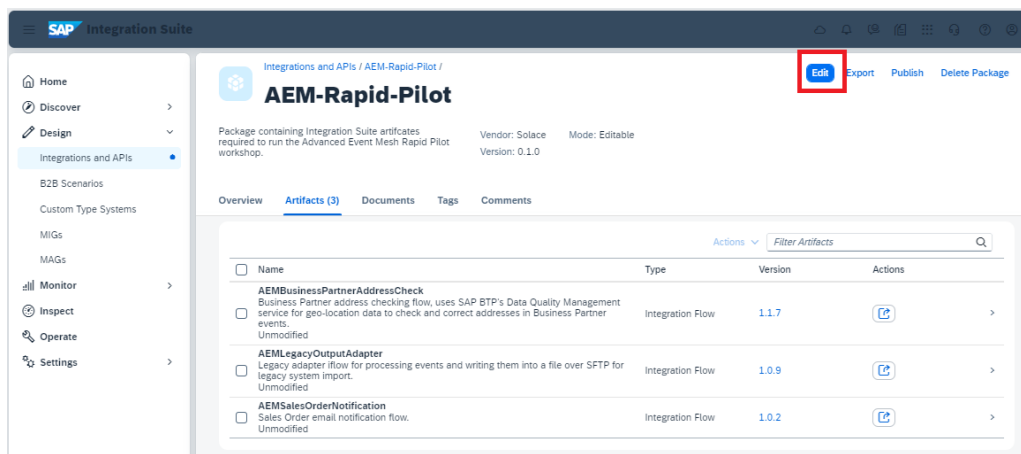 SAP Integration Suite
Home
Discover
Design
Integrations and APIs
B2B Scenarios
Custom Type Systems
MIGs
MAGs
Monitor
Inspect
Operate
Settings
Integrations and APIs / AEM-Rapid-Pilot /
AEM-Rapid-Pilot
Edit Export Publish Delete Package
Package containing Integration Suite artifcates
required to run the Advanced Event Mesh Rapid Pilot
workshop.
Vendor: Solace Mode: Editable
Version: 0.1.0
Overview Artifacts (3) Documents Tags Comments
Actions Filter Artifacts
Name Type Version Actions
AEMBusinessPartnerAddressCheck
Business Partner address checking flow, uses SAP BTP's Data Quality Management
service for geo-location data to check and correct addresses in Business Partner
events.
Unmodified
Integration Flow 1.1.7
AEMLegacyOutputAdapter
Legacy adapter iflow for processing events and writing them into a file over SFTP for
legacy system import.
Unmodified
Integration Flow 1.0.9
AEMSalesOrderNotification
Sales Order email notification flow.
Unmodified
Integration Flow 1.0.2